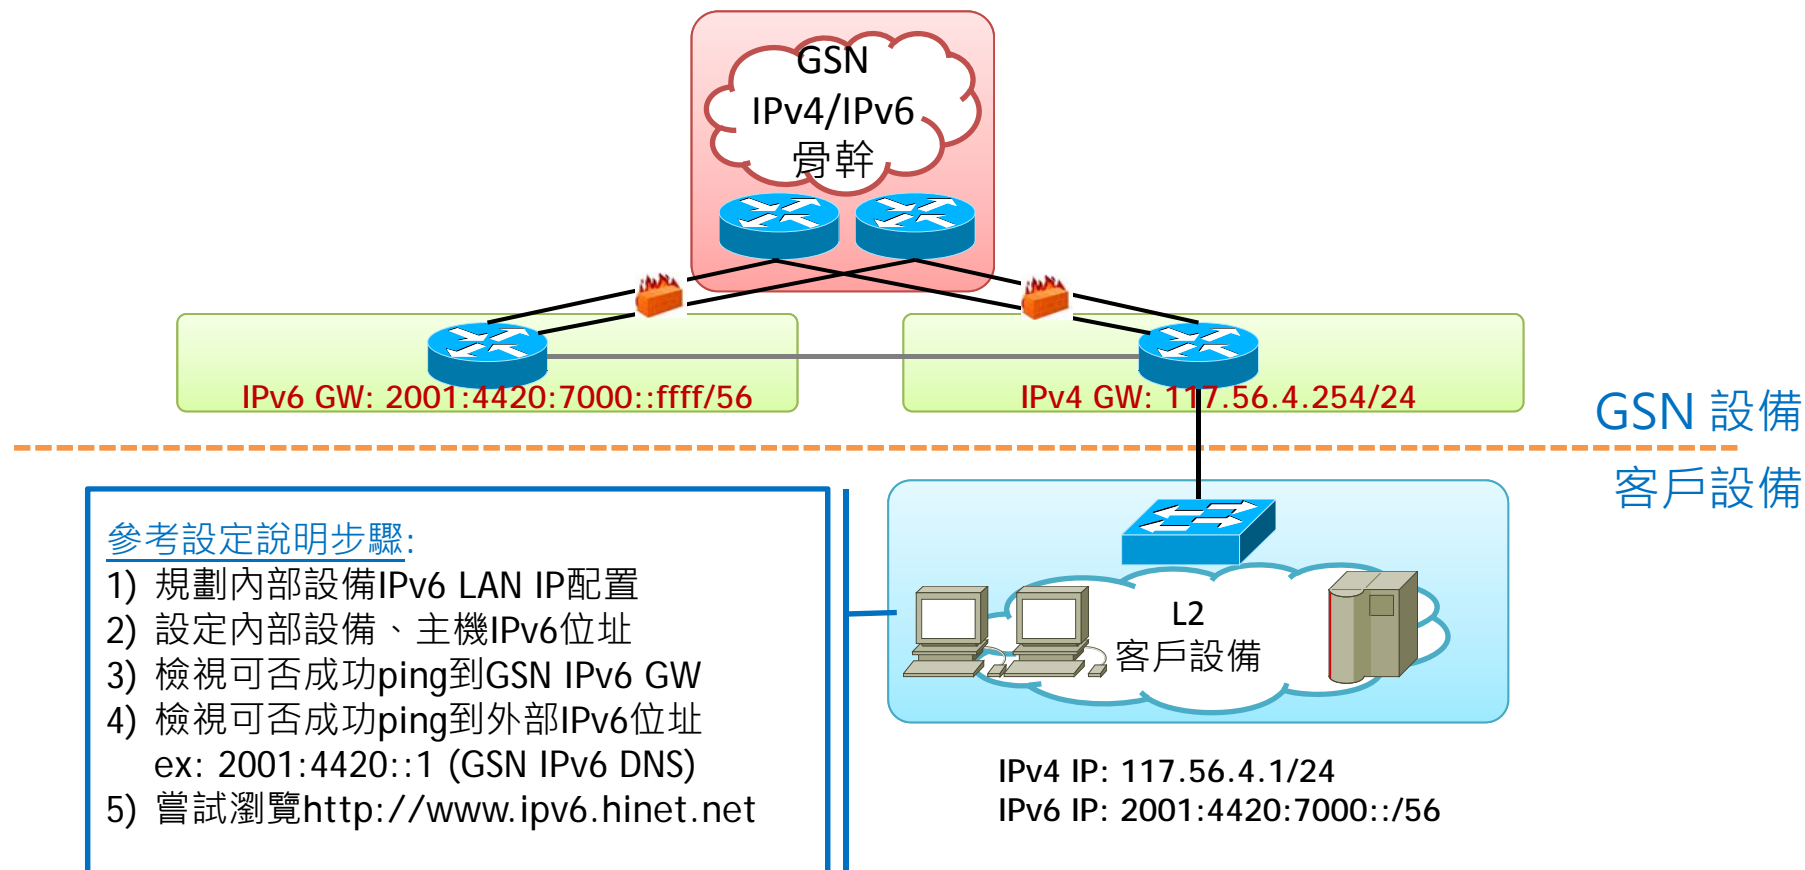 GSN
IPv4/IPv6
骨幹
IPv6 GW: 2001:4420:7000::ffff/56
IPv4 GW: 117.56.4.254/24
GSN 設備
客戶設備
參考設定說明步驟:
1) 規劃內部設備IPv6 LAN IP配置
2) 設定內部設備、主機IPv6位址
3) 檢視可否成功ping到GSN IPv6 GW
4) 檢視可否成功ping到外部IPv6位址
ex: 2001:4420::1 (GSN IPv6 DNS)
5) 嘗試瀏覽http://www.ipv6.hinet.net
L2
客戶設備
IPv4 IP: 117.56.4.1/24
IPv6 IP: 2001:4420:7000::/56